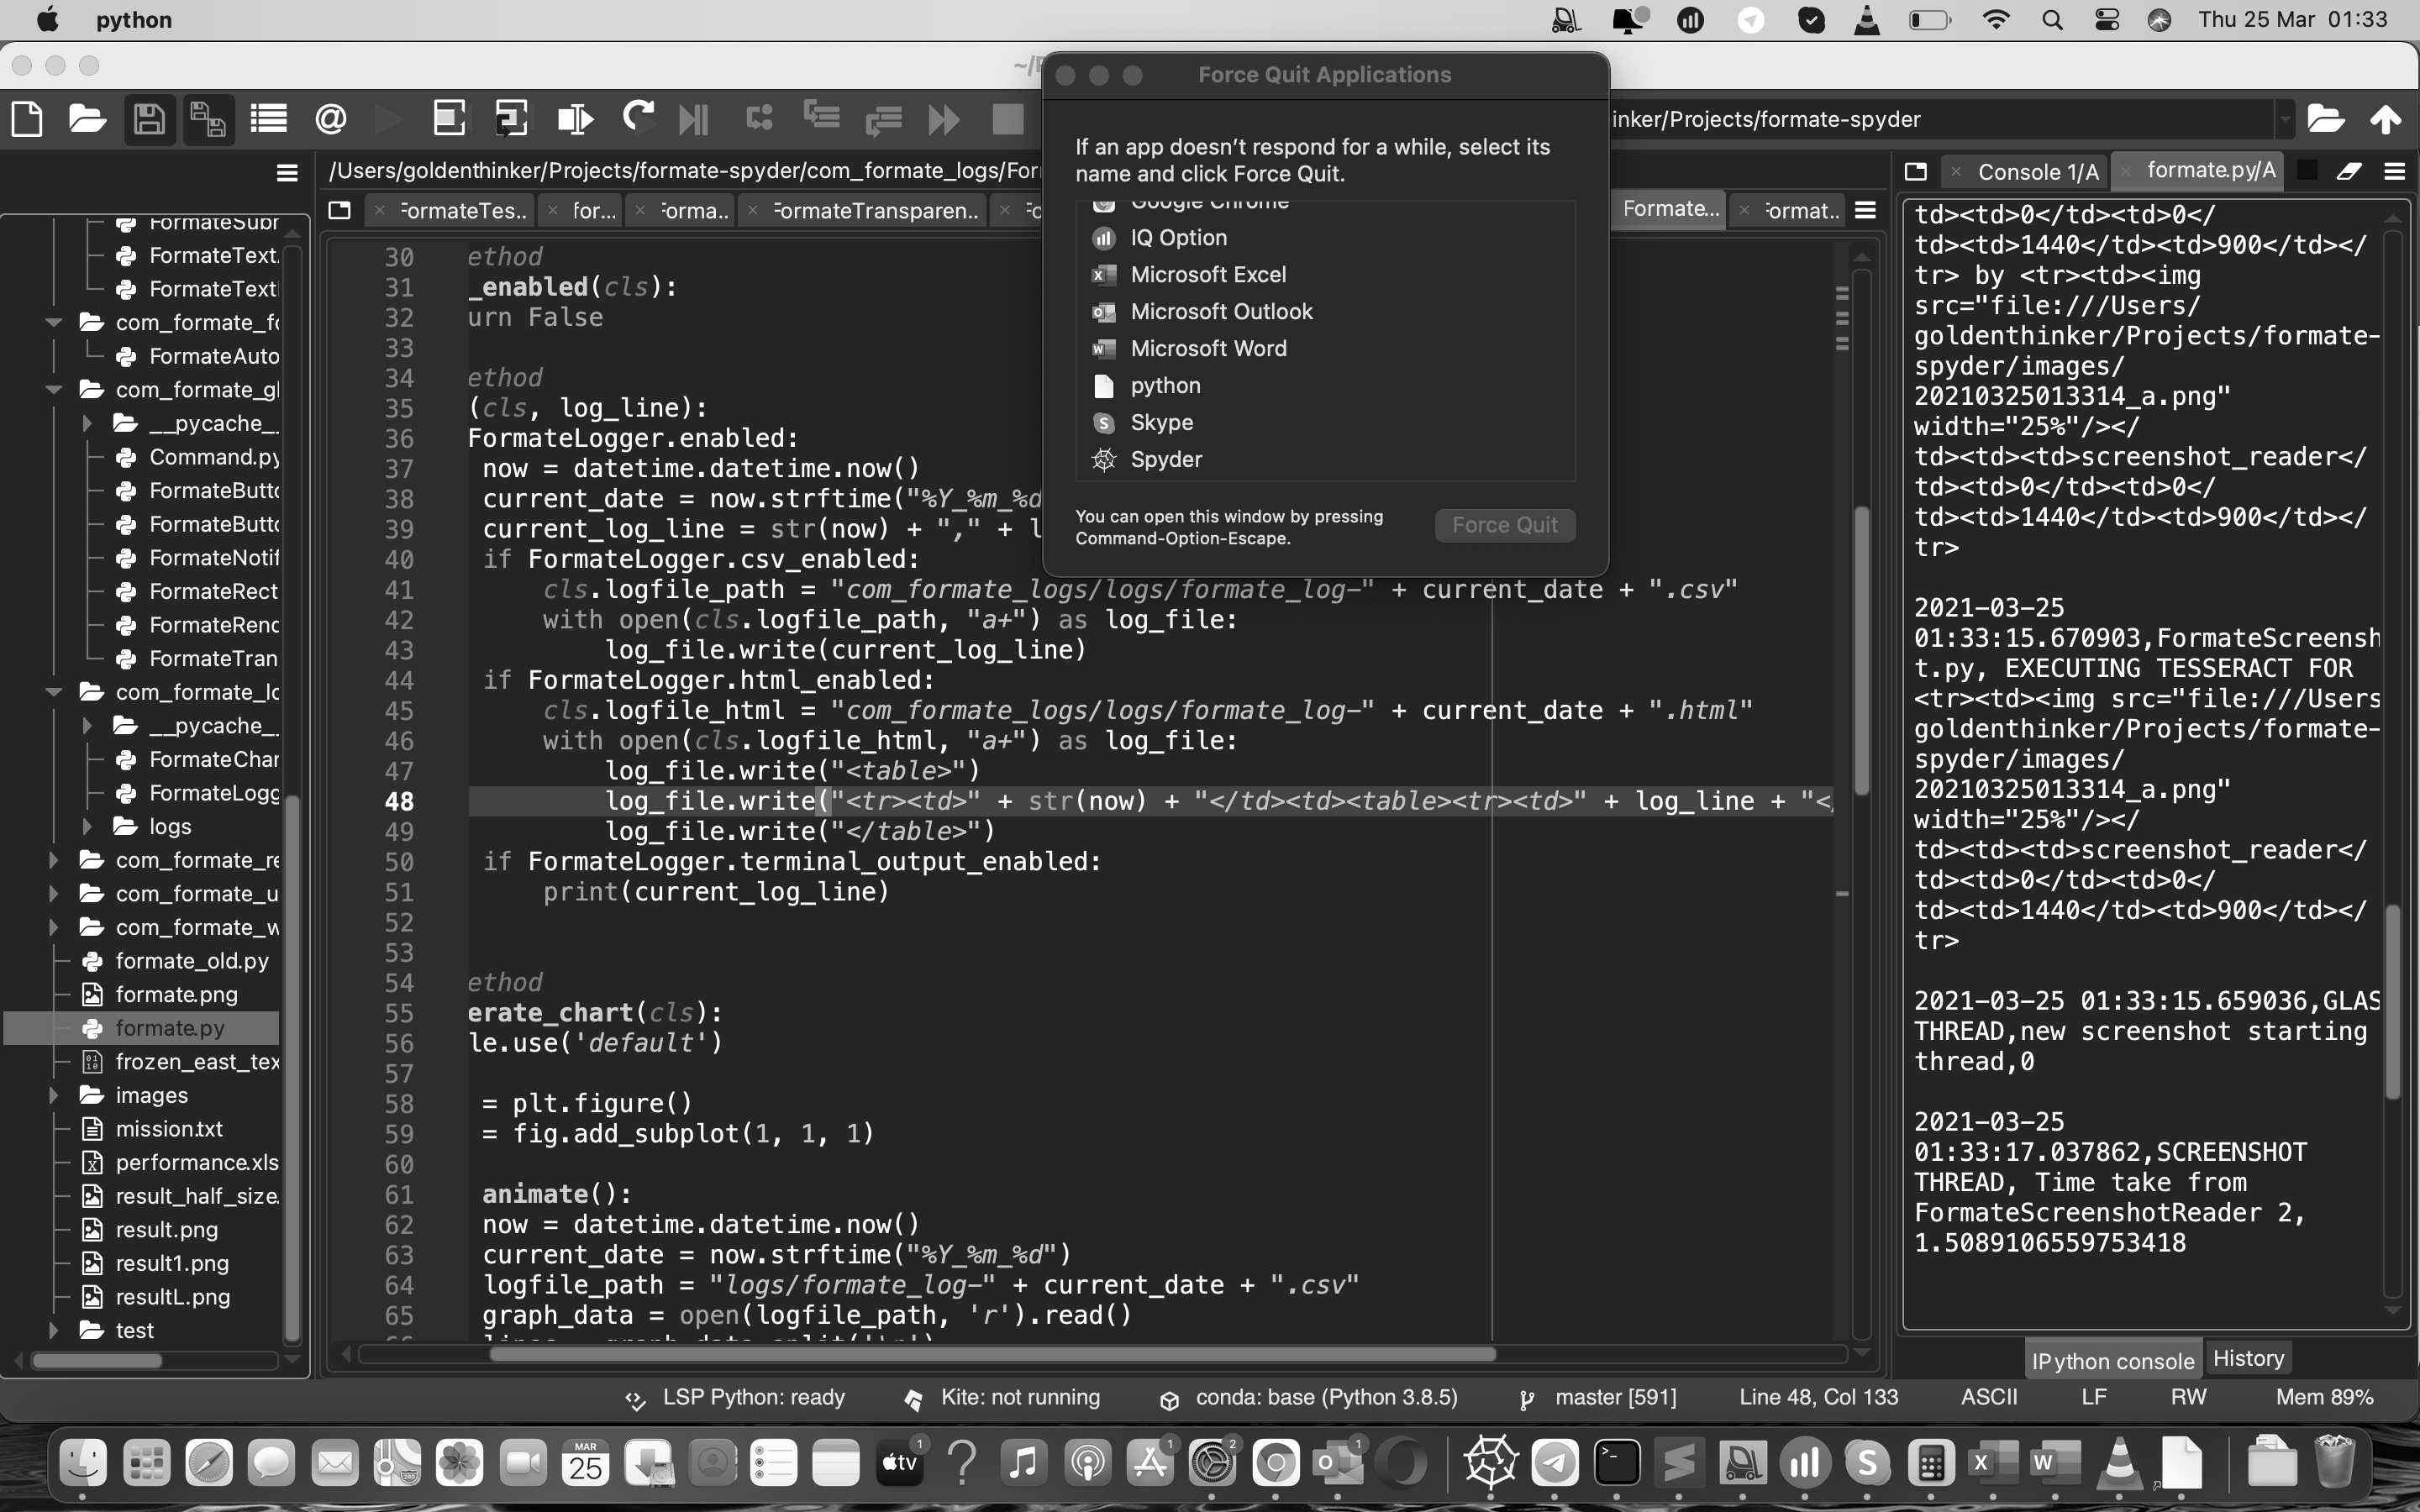 python
Thu 25 Mar 01:33
Force Quit Applications
If an app doesn't respond for a while, select its
name and click Force Quit.
Google Chrome
IQ Option
Microsoft Excel
Microsoft Outlook
Microsoft Word
python
Skype
Spyder
You can open this window by pressing
Command-Option-Escape.
Force Quit
inker/Projects/formate-spyder
/Users/goldenthinker/Projects/formate-spyder/com_formate_logs/For
FormateTes..
for...
Forma..
FormateTransparen..
Formate...
Format..
Console 1/A
formate.py/A
FormateSubr
FormateText.
FormateText
com_formate_fo
FormateAuto
com_formate_gl
__pycache__
Command.py
FormateButto
FormateButto
FormateNotif
FormateRect
FormateRend
FormateTran
com_formate_lo
__pycache__
FormateChar
FormateLogg
logs
com_formate_re
com_formate_u
com_formate_w
formate_old.py
formate.png
formate.py
frozen_east_tex
images
mission.txt
performance.xls
result_half_size.
result.png
result1.png
resultL.png
test
30 ethod
31 _enabled(cls):
32 urn False
33
34 ethod
35 (cls, log_line):
36 FormateLogger.enabled:
37 now = datetime.datetime.now()
38 current_date = now.strftime("%Y_%m_%d
39 current_log_line = str(now) + "," + l
40 if FormateLogger.csv_enabled:
41 cls.logfile_path = "com_formate_logs/logs/formate_log-" + current_date + ".csv"
42 with open(cls.logfile_path, "a+") as log_file:
43 log_file.write(current_log_line)
44 if FormateLogger.html_enabled:
45 cls.logfile_html = "com_formate_logs/logs/formate_log-" + current_date + ".html"
46 with open(cls.logfile_html, "a+") as log_file:
47 log_file.write("<table>")
48 log_file.write("<tr><td>" + str(now) + "</td><td><table><tr><td>" + log_line + "</
49 log_file.write("</table>")
50 if FormateLogger.terminal_output_enabled:
51 print(current_log_line)
52
53
54 ethod
55 erate_chart(cls):
56 le.use('default')
57
58 = plt.figure()
59 = fig.add_subplot(1, 1, 1)
60
61 animate():
62 now = datetime.datetime.now()
63 current_date = now.strftime("%Y_%m_%d")
64 logfile_path = "logs/formate_log-" + current_date + ".csv"
65 graph_data = open(logfile_path, 'r').read()
td><td>0</td><td>0</
td><td>1440</td><td>900</td></
tr> by <tr><td><img
src="file:///Users/
goldenthinker/Projects/formate-
spyder/images/
20210325013314_a.png"
width="25%"/></
td><td><td>screenshot_reader</
td><td>0</td><td>0</
td><td>1440</td><td>900</td></
tr>
2021-03-25
01:33:15.670903,FormateScreensh
t.py, EXECUTING TESSERACT FOR
<tr><td><img src="file:///Users
goldenthinker/Projects/formate-
spyder/images/
20210325013314_a.png"
width="25%"/></
td><td><td>screenshot_reader</
td><td>0</td><td>0</
td><td>1440</td><td>900</td></
tr>
2021-03-25 01:33:15.659036,GLAS
THREAD,new screenshot starting
thread,0
2021-03-25
01:33:17.037862,SCREENSHOT
THREAD, Time take from
FormateScreenshotReader 2,
1.5089106559753418
IPython console
History
LSP Python: ready
Kite: not running
conda: base (Python 3.8.5)
master [591]
Line 48, Col 133
ASCII
LF
RW
Mem 89%
MAR
25
tv
1
1
2
1